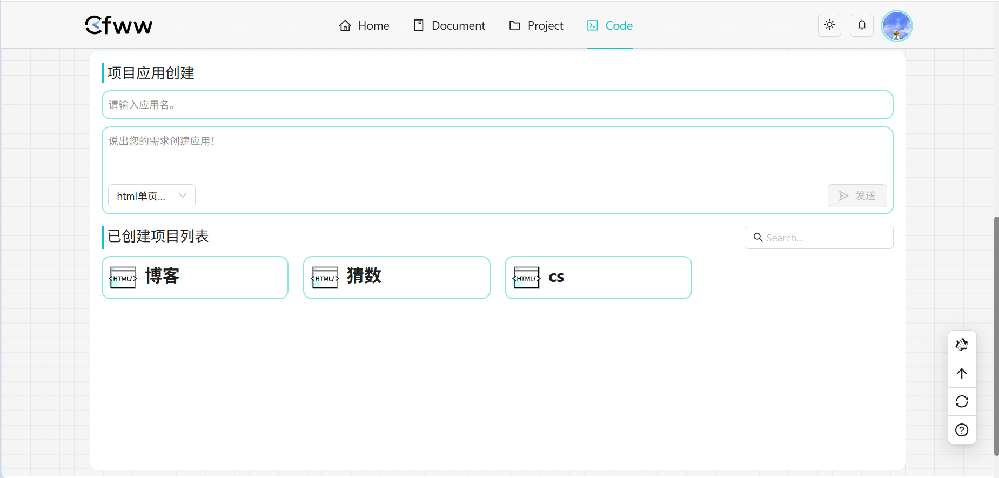 Cfww
Home Document Project Code
项目应用创建
请输入应用名。
说出您的需求创建应用！
html单页...
发送
已创建项目列表
Search...
<HTML/> 博客
<HTML/> 猜数
<HTML/> cs